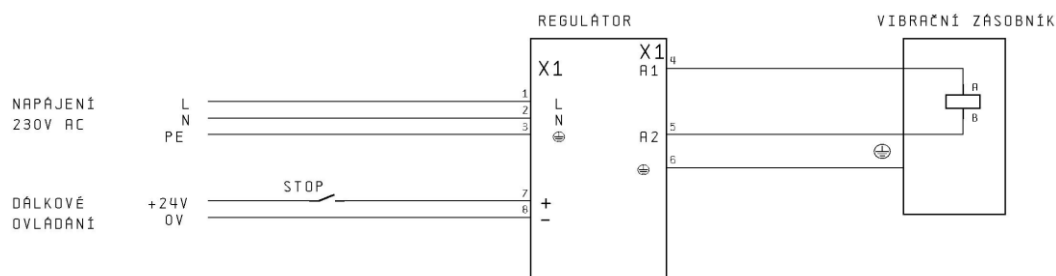 REGULÁTOR
VIBRAČNÍ ZÁSOBNÍK
X1
X1
A1
4
A
B
NAPÁJENÍ
230V AC
L
N
PE
1
2
3
L
N
A2
5
6
STOP
DÁLKOVÉ
OVLÁDÁNÍ
+24V
0V
7
8
+
-